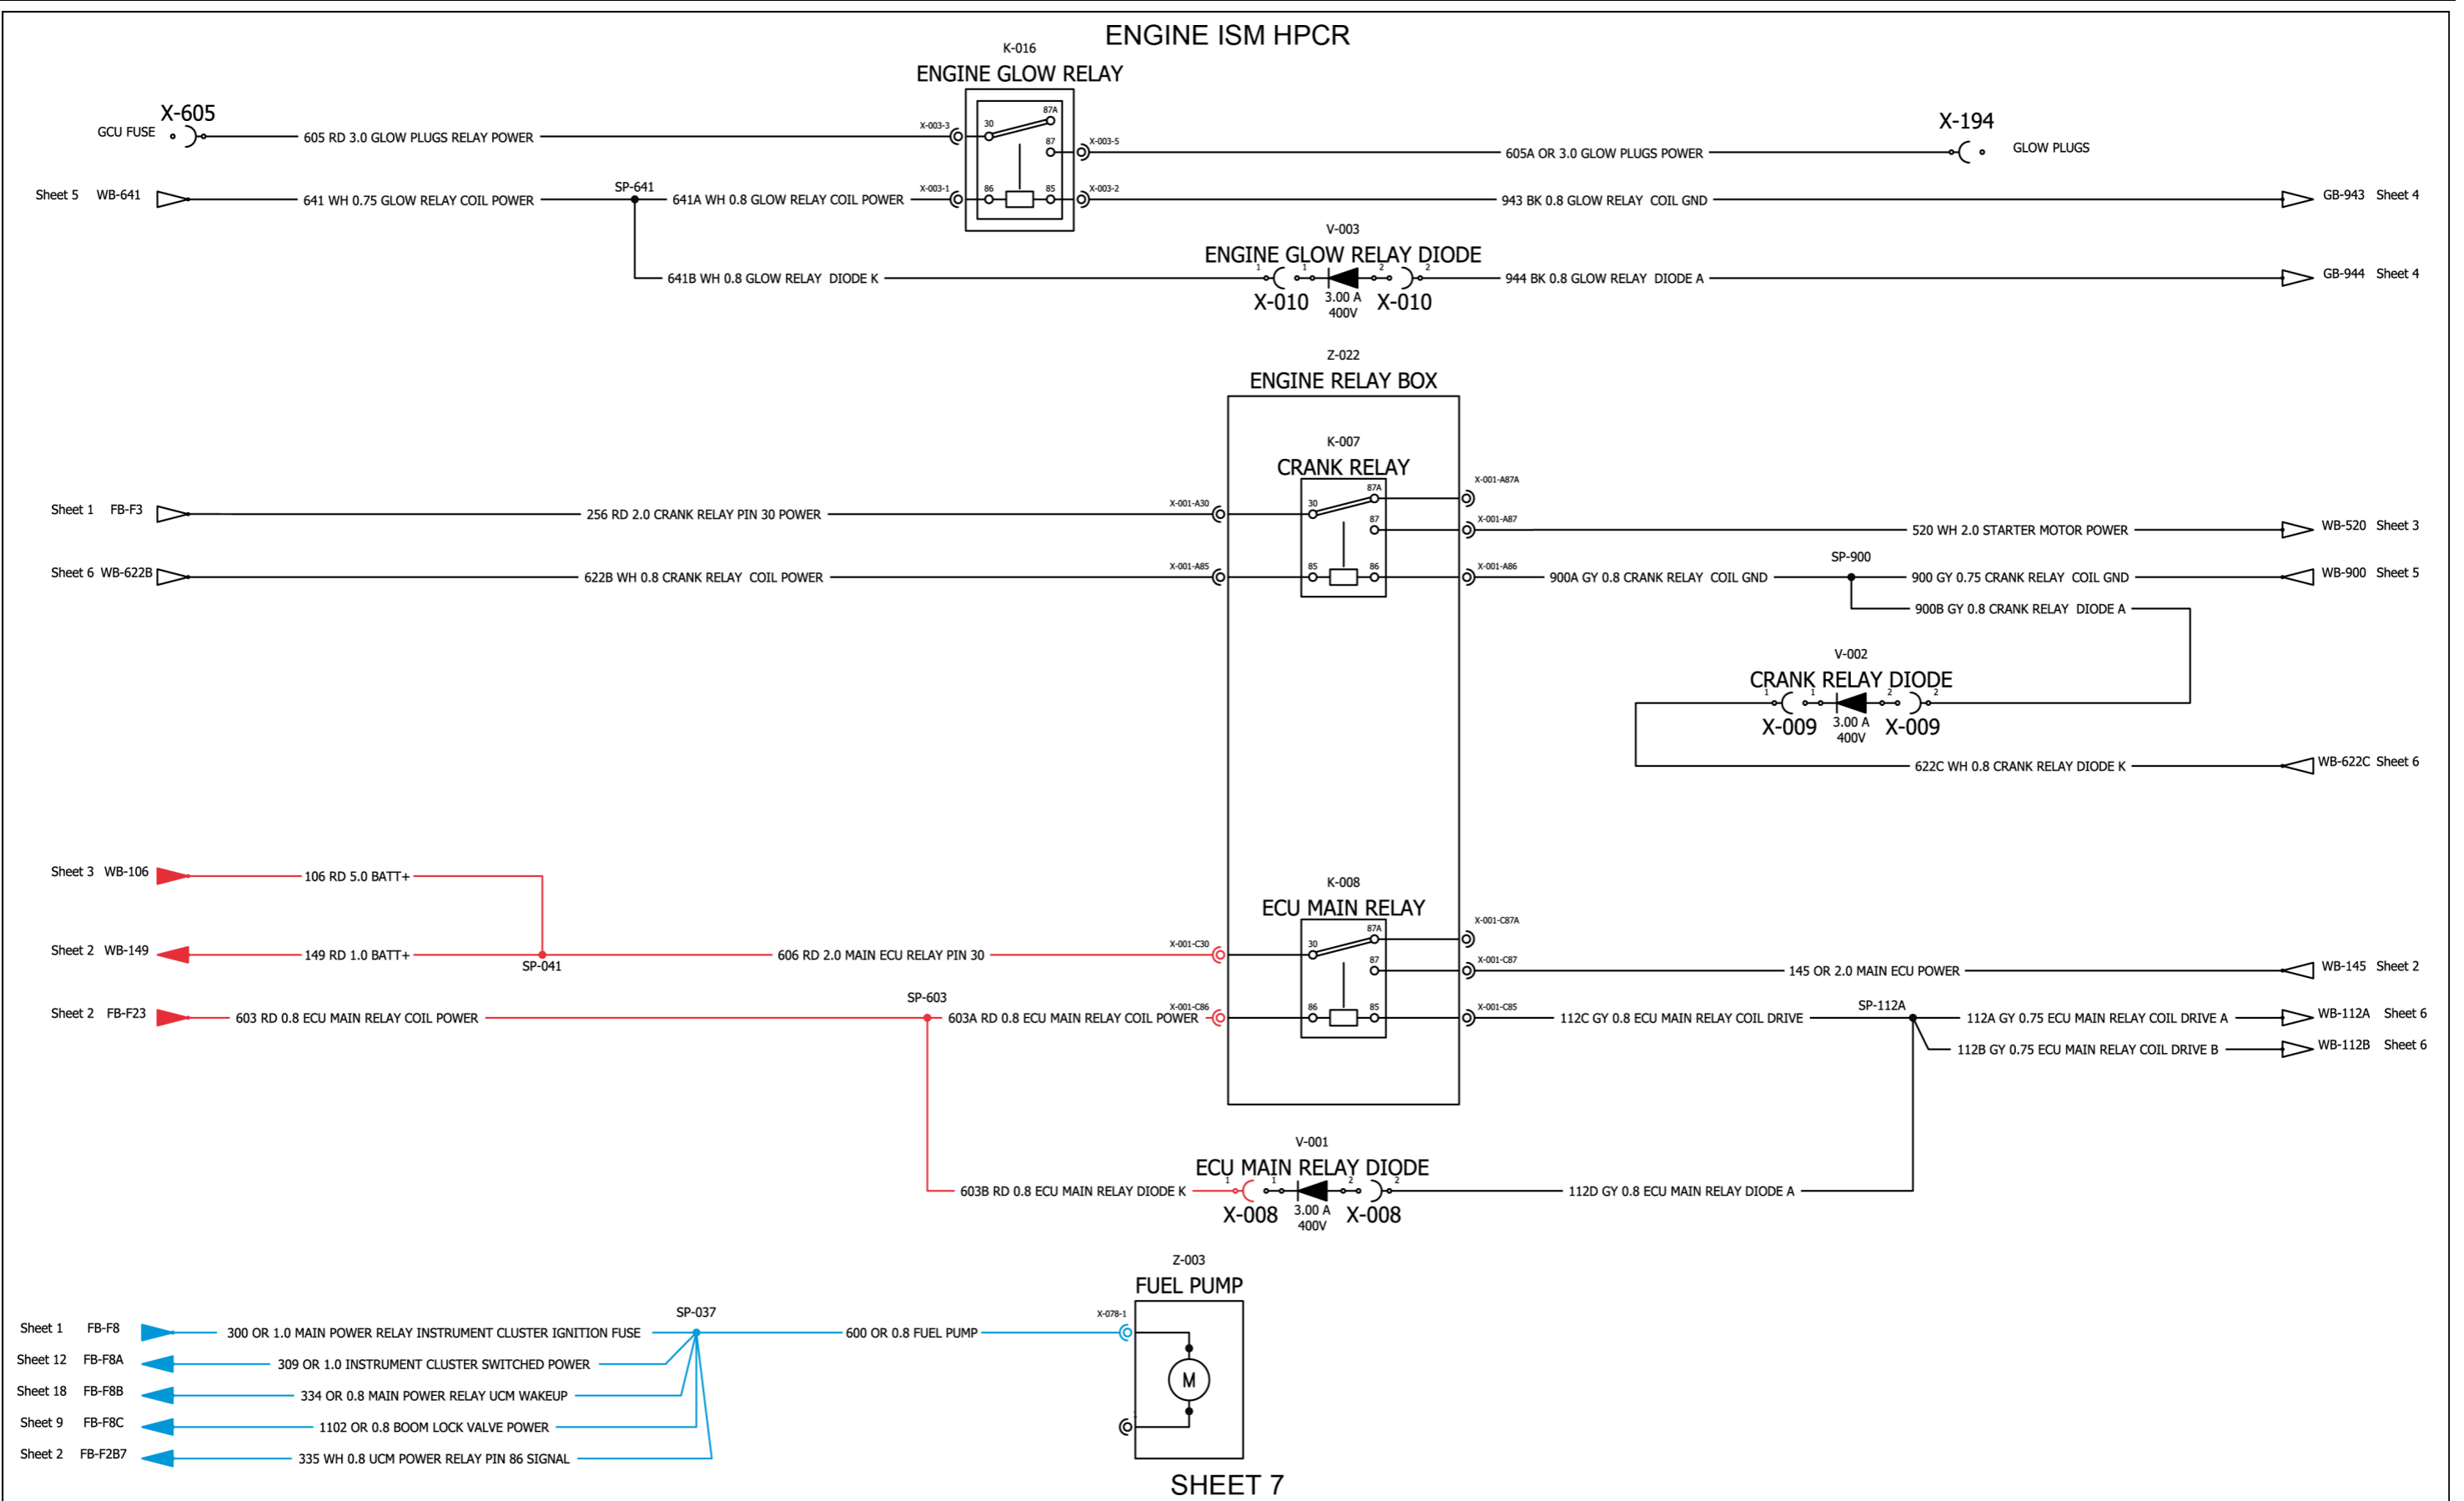 ENGINE ISM HPCR
K-016
ENGINE GLOW RELAY
X-605
GCU FUSE
605 RD 3.0 GLOW PLUGS RELAY POWER
X-003-3
30
87A
87
X-003-5
605A OR 3.0 GLOW PLUGS POWER
X-194
GLOW PLUGS
Sheet 5 WB-641
641 WH 0.75 GLOW RELAY COIL POWER
SP-641
641A WH 0.8 GLOW RELAY COIL POWER
X-003-1
86
85
X-003-2
943 BK 0.8 GLOW RELAY COIL GND
GB-943 Sheet 4
V-003
ENGINE GLOW RELAY DIODE
641B WH 0.8 GLOW RELAY DIODE K
1
1
2
2
944 BK 0.8 GLOW RELAY DIODE A
GB-944 Sheet 4
X-010
3.00 A
400V
X-010
Z-022
ENGINE RELAY BOX
K-007
CRANK RELAY
Sheet 1 FB-F3
256 RD 2.0 CRANK RELAY PIN 30 POWER
X-001-A30
30
87A
X-001-A87A
87
X-001-A87
520 WH 2.0 STARTER MOTOR POWER
WB-520 Sheet 3
Sheet 6 WB-622B
622B WH 0.8 CRANK RELAY COIL POWER
X-001-A85
85
86
X-001-A86
900A GY 0.8 CRANK RELAY COIL GND
SP-900
900 GY 0.75 CRANK RELAY COIL GND
WB-900 Sheet 5
900B GY 0.8 CRANK RELAY DIODE A
V-002
CRANK RELAY DIODE
1
1
2
2
X-009
3.00 A
400V
X-009
622C WH 0.8 CRANK RELAY DIODE K
WB-622C Sheet 6
Sheet 3 WB-106
106 RD 5.0 BATT+
K-008
ECU MAIN RELAY
Sheet 2 WB-149
149 RD 1.0 BATT+
SP-041
606 RD 2.0 MAIN ECU RELAY PIN 30
X-001-C30
30
87A
X-001-C87A
87
X-001-C87
145 OR 2.0 MAIN ECU POWER
WB-145 Sheet 2
Sheet 2 FB-F23
603 RD 0.8 ECU MAIN RELAY COIL POWER
SP-603
603A RD 0.8 ECU MAIN RELAY COIL POWER
X-001-C86
86
85
X-001-C85
112C GY 0.8 ECU MAIN RELAY COIL DRIVE
SP-112A
112A GY 0.75 ECU MAIN RELAY COIL DRIVE A
WB-112A Sheet 6
112B GY 0.75 ECU MAIN RELAY COIL DRIVE B
WB-112B Sheet 6
V-001
ECU MAIN RELAY DIODE
603B RD 0.8 ECU MAIN RELAY DIODE K
1
1
2
2
112D GY 0.8 ECU MAIN RELAY DIODE A
X-008
3.00 A
400V
X-008
Z-003
FUEL PUMP
Sheet 1 FB-F8
300 OR 1.0 MAIN POWER RELAY INSTRUMENT CLUSTER IGNITION FUSE
SP-037
600 OR 0.8 FUEL PUMP
X-078-1
Sheet 12 FB-F8A
309 OR 1.0 INSTRUMENT CLUSTER SWITCHED POWER
M
Sheet 18 FB-F8B
334 OR 0.8 MAIN POWER RELAY UCM WAKEUP
Sheet 9 FB-F8C
1102 OR 0.8 BOOM LOCK VALVE POWER
Sheet 2 FB-F2B7
335 WH 0.8 UCM POWER RELAY PIN 86 SIGNAL
SHEET 7